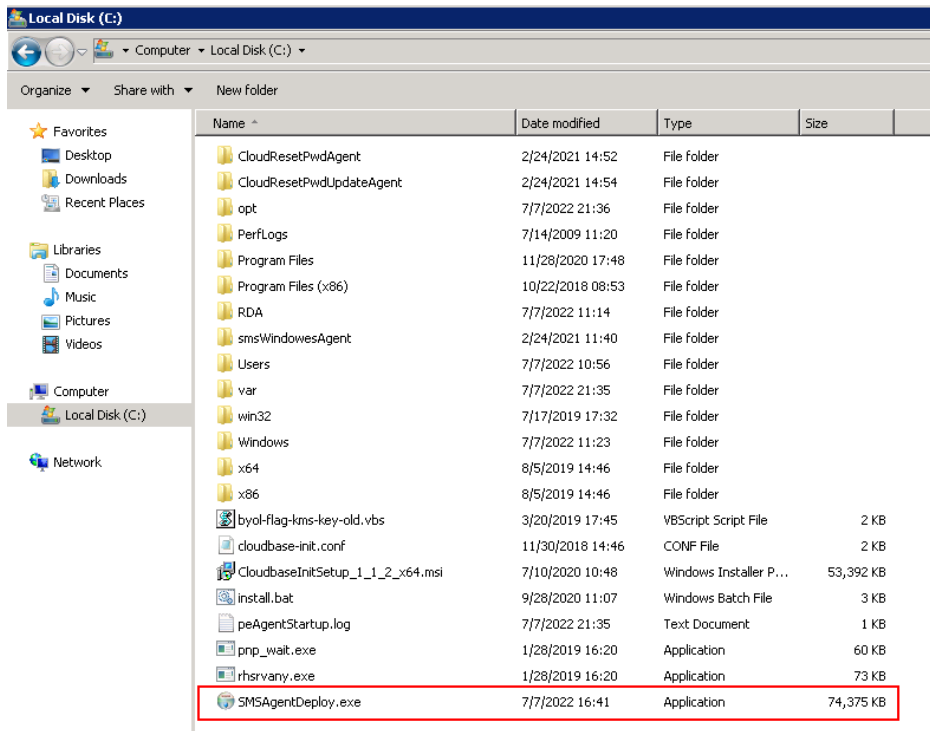 Local Disk (C:)
Computer Local Disk (C:)
Organize Share with New folder
Favorites
Desktop
Downloads
Recent Places
Libraries
Documents
Music
Pictures
Videos
Computer
Local Disk (C:)
Network
Name Date modified Type Size
CloudResetPwdAgent 2/24/2021 14:52 File folder
CloudResetPwdUpdateAgent 2/24/2021 14:54 File folder
opt 7/7/2022 21:36 File folder
PerfLogs 7/14/2009 11:20 File folder
Program Files 11/28/2020 17:48 File folder
Program Files (x86) 10/22/2018 08:53 File folder
RDA 7/7/2022 11:14 File folder
smsWindowesAgent 2/24/2021 11:40 File folder
Users 7/7/2022 10:56 File folder
var 7/7/2022 21:35 File folder
win32 7/17/2019 17:32 File folder
Windows 7/7/2022 11:23 File folder
x64 8/5/2019 14:46 File folder
x86 8/5/2019 14:46 File folder
byol-flag-kms-key-old.vbs 3/20/2019 17:45 VBScript Script File 2 KB
cloudbase-init.conf 11/30/2018 14:46 CONF File 2 KB
CloudbaseInitSetup_1_1_2_x64.msi 7/10/2020 10:48 Windows Installer P... 53,392 KB
install.bat 9/28/2020 11:07 Windows Batch File 3 KB
peAgentStartup.log 7/7/2022 21:35 Text Document 1 KB
pnp_wait.exe 1/28/2019 16:20 Application 60 KB
rhsrvany.exe 1/28/2019 16:20 Application 73 KB
SMSAgentDeploy.exe 7/7/2022 16:41 Application 74,375 KB